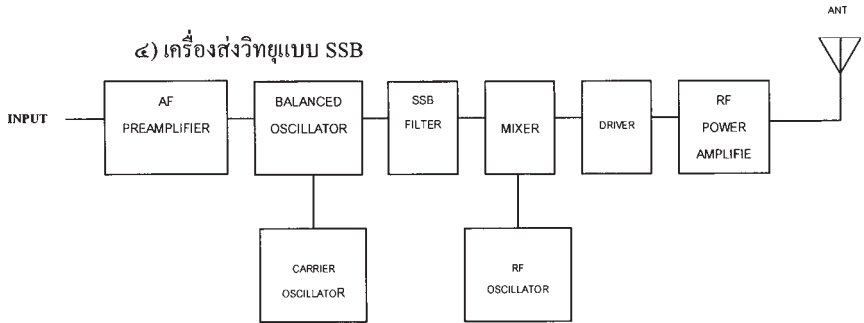 ANT
๔) เครื่องส่งวิทยุแบบ SSB
INPUT
AF
PREAMPLIFIER
BALANCED
OSCILLATOR
SSB
FILTER
MIXER
DRIVER
RF
POWER
AMPLIFIE
CARRIER
OSCILLATOR
RF
OSCILLATOR